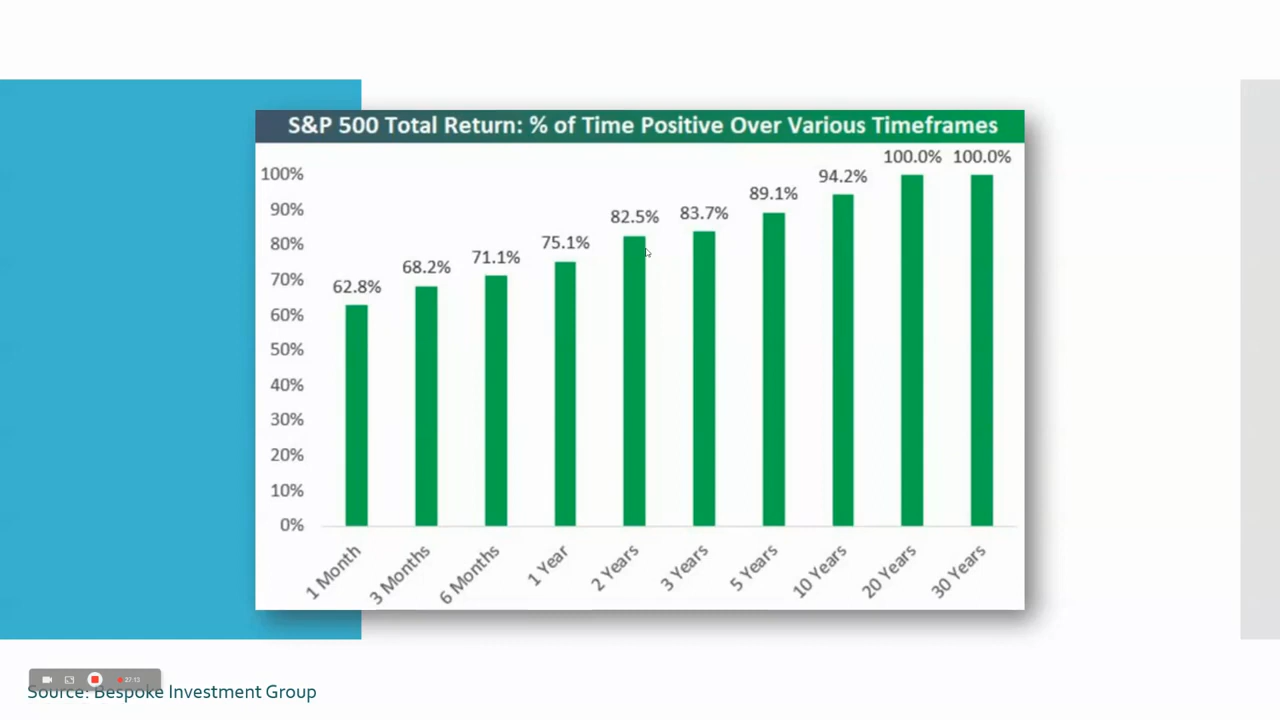 S&P 500 Total Return: % of Time Positive Over Various Timeframes
100.0% 100.0%
94.2%
89.1%
82.5% 83.7%
75.1%
71.1%
68.2%
62.8%
100%
90%
80%
70%
60%
50%
40%
30%
20%
10%
0%
1 Month
3 Months
6 Months
1 Year
2 Years
3 Years
5 Years
10 Years
20 Years
30 Years
27:13
Source: Bespoke Investment Group